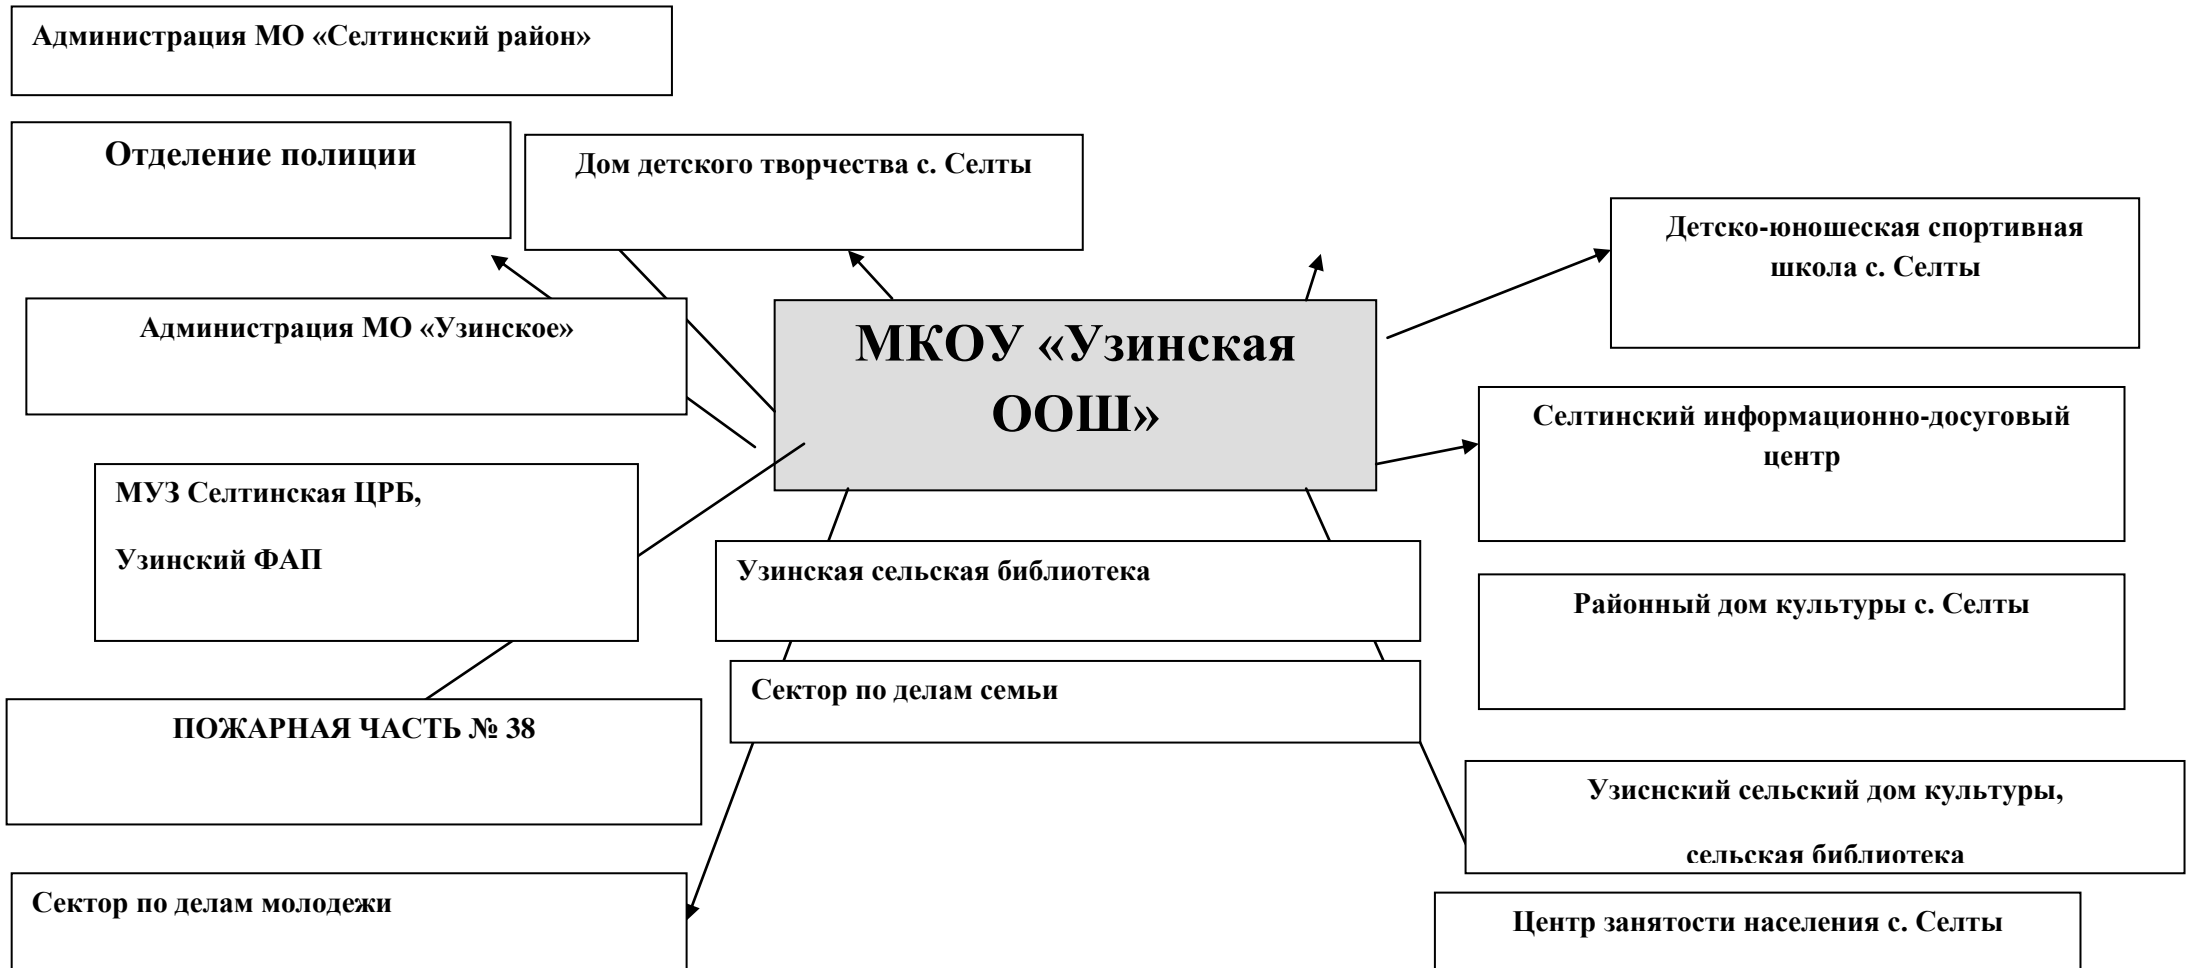 Администрация МО «Селтинский район»
Отделение полиции
Дом детского творчества с. Селты
Детско-юношеская спортивная
школа с. Селты
Администрация МО «Узинское»
МКОУ «Узинская
ООШ»
Селтинский информационно-досуговый
центр
МУЗ Селтинская ЦРБ,
Узинский ФАП
Узинская сельская библиотека
Районный дом культуры с. Селты
Сектор по делам семьи
ПОЖАРНАЯ ЧАСТЬ № 38
Узиснский сельский дом культуры,
сельская библиотека
Сектор по делам молодежи
Центр занятости населения с. Селты